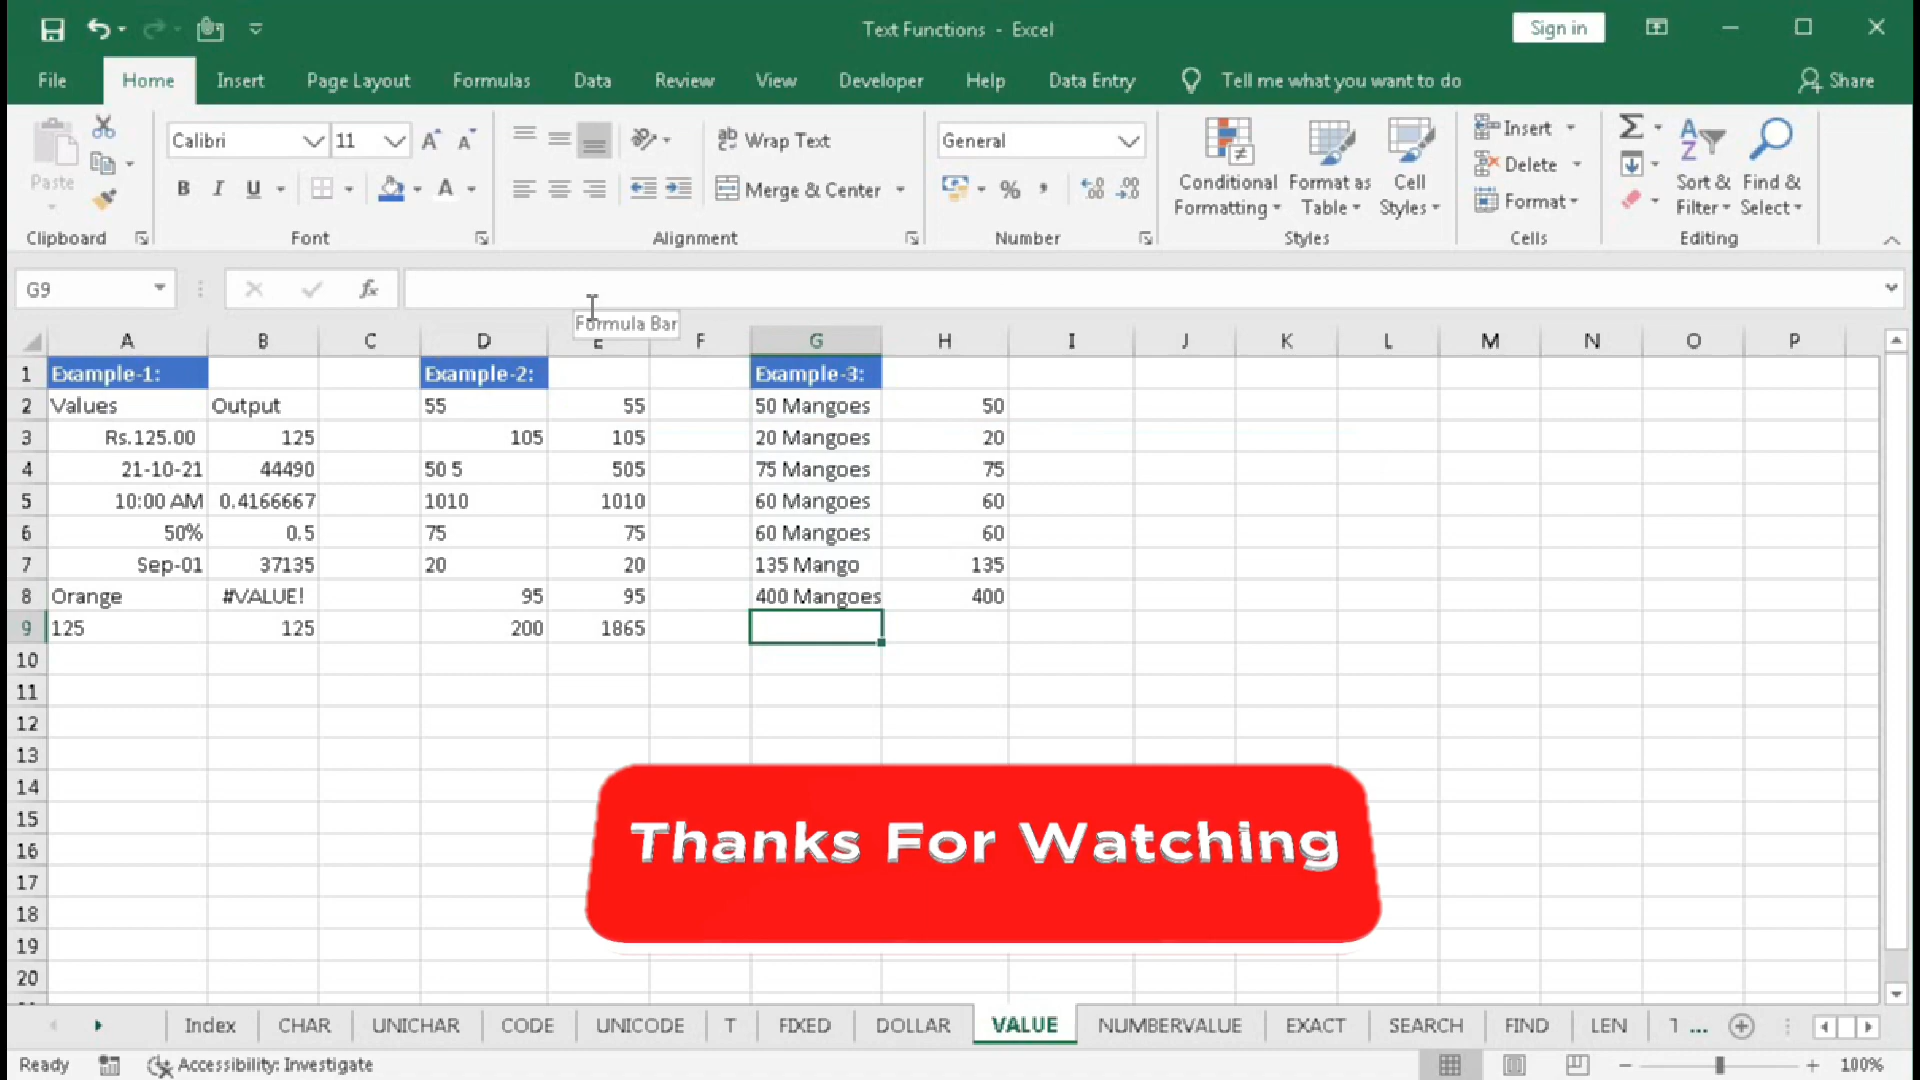 Text Functions - Excel
Sign in
File Home Insert Page Layout Formulas Data Review View Developer Help Data Entry Tell me what you want to do Share
Paste
Clipboard
Calibri 11
B I U A
Font
Wrap Text
Merge & Center
Alignment
General
%
Number
Conditional Formatting
Format as Table
Cell Styles
Styles
Insert
Delete
Format
Cells
Sort & Filter
Find & Select
Editing
G9 fx
Formula Bar
A B C D E F G H I J K L M N O P
1 Example-1: Example-2: Example-3:
2 Values Output 55 55 50 Mangoes 50
3 Rs.125.00 125 105 105 20 Mangoes 20
4 21-10-21 44490 50 5 505 75 Mangoes 75
5 10:00 AM 0.4166667 1010 1010 60 Mangoes 60
6 50% 0.5 75 75 60 Mangoes 60
7 Sep-01 37135 20 20 135 Mango 135
8 Orange #VALUE! 95 95 400 Mangoes 400
9 125 125 200 1865
10
11
12
13
14
15
16
17
18
19
20
Thanks For Watching
Index CHAR UNICHAR CODE UNICODE T FIXED DOLLAR VALUE NUMBERVALUE EXACT SEARCH FIND LEN
Ready Accessibility: Investigate 100%